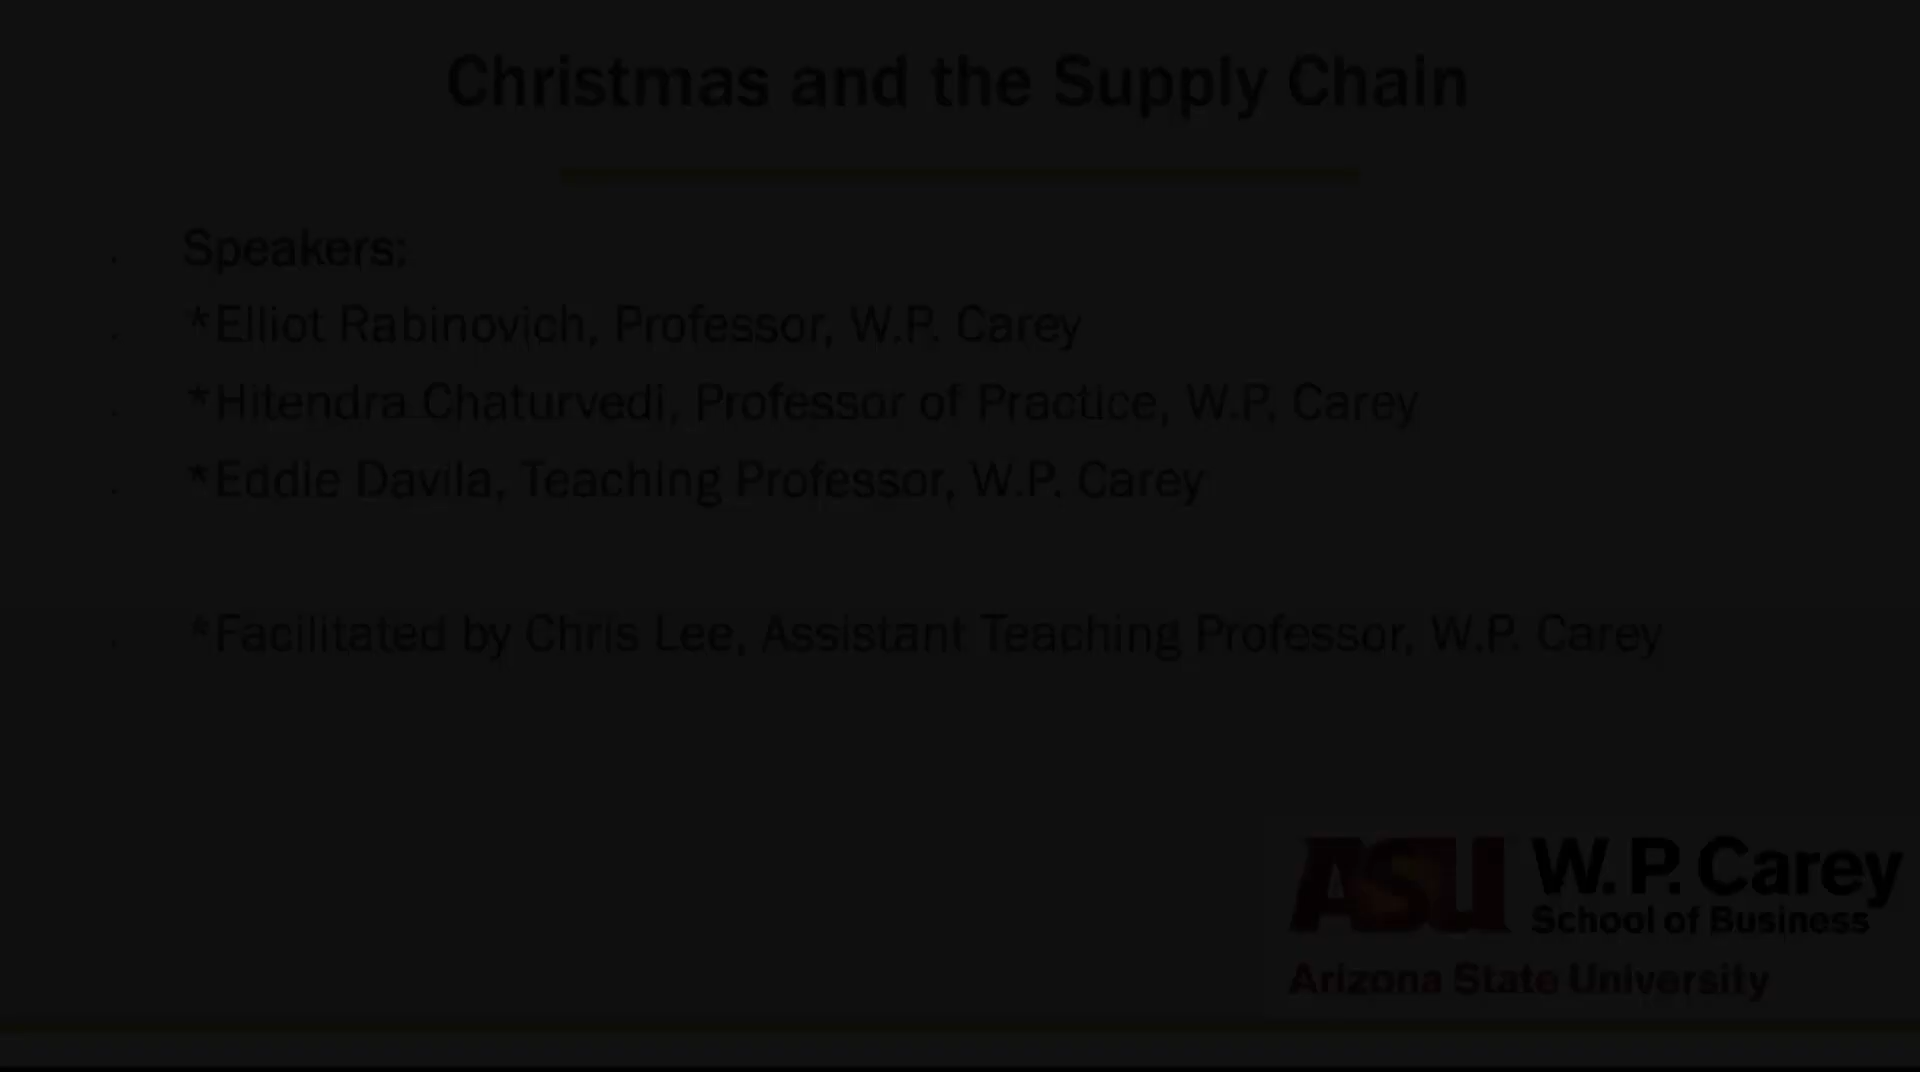 Christmas and the Supply Chain
Speakers:
*Elliot Rabinovich, Professor, W.P. Carey
*Hitendra Chaturvedi, Professor of Practice, W.P. Carey
*Eddie Davila, Teaching Professor, W.P. Carey
*Facilitated by Chris Lee, Assistant Teaching Professor, W.P. Carey
ASU W. P. Carey
School of Business
Arizona State University